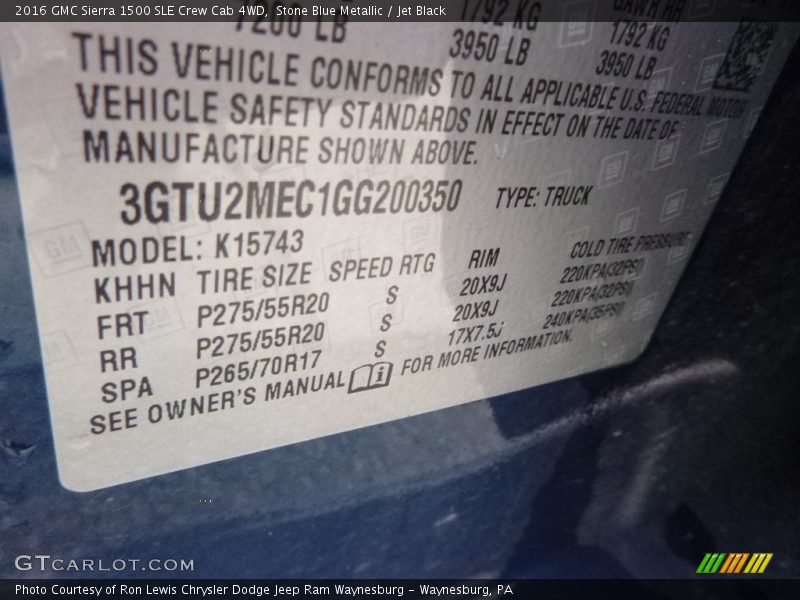 2016 GMC Sierra 1500 SLE Crew Cab 4WD, Stone Blue Metallic / Jet Black
7200 LB 1792 KG GAWR RR
3950 LB 1792 KG
3950 LB
THIS VEHICLE CONFORMS TO ALL APPLICABLE U.S. FEDERAL MOTOR
VEHICLE SAFETY STANDARDS IN EFFECT ON THE DATE OF
MANUFACTURE SHOWN ABOVE.
3GTU2MEC1GG200350 TYPE: TRUCK
MODEL: K15743
KHHN TIRE SIZE SPEED RTG RIM COLD TIRE PRESSURE
FRT P275/55R20 S 20X9J 220KPA(32PSI)
RR P275/55R20 S 20X9J 220KPA(32PSI)
SPA P265/70R17 S 17X7.5J 240KPA(35PSI)
SEE OWNER'S MANUAL FOR MORE INFORMATION.
GTCARLOT.COM
Photo Courtesy of Ron Lewis Chrysler Dodge Jeep Ram Waynesburg - Waynesburg, PA